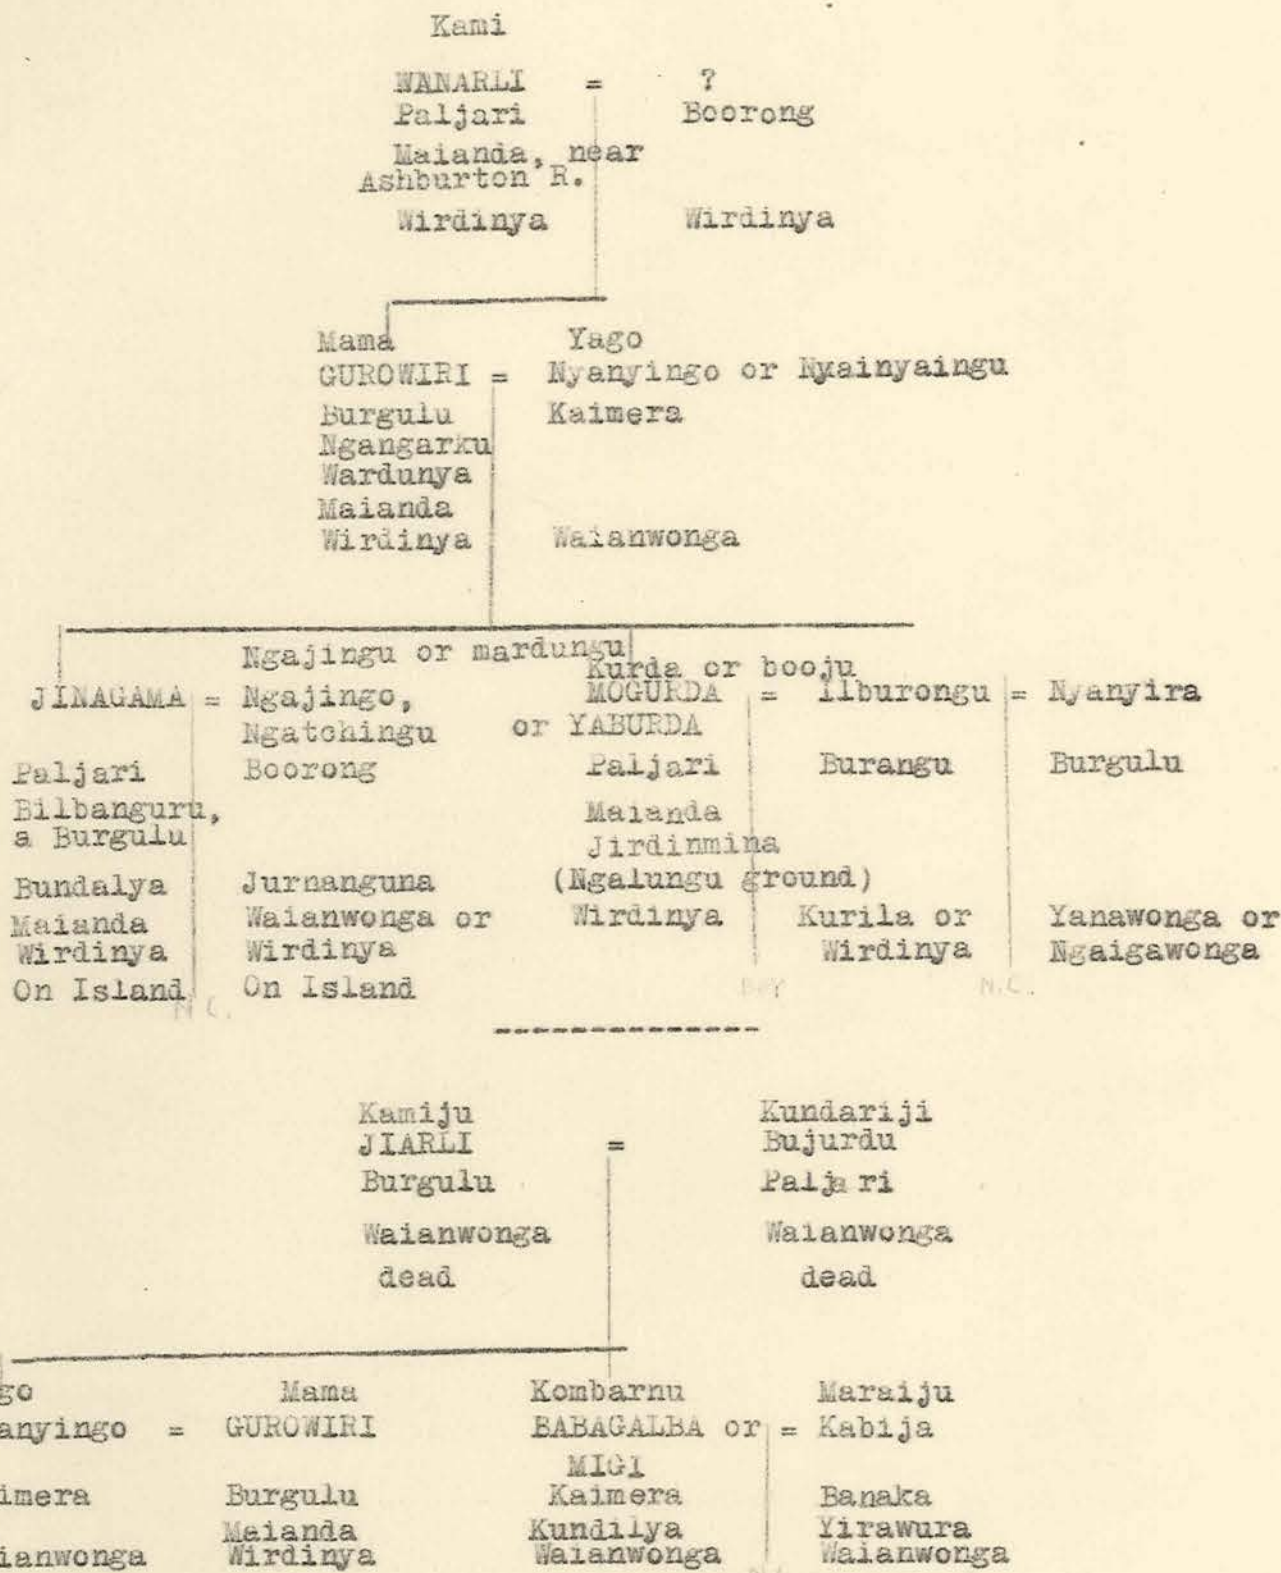 Kami
WANARLI = ?
Paljari Boorong
Maianda, near
Ashburton R.
Wirdinya Wirdinya
Mama Yago
GUROWIRI = Nyanyingo or Nyainyaingu
Burgulu Kaimera
Ngangarku
Wardunya
Maianda
Wirdinya Waianwonga
Ngajingu or mardungu
Kurda or booju
JINAGAMA = Ngajingo, MOGURDA = Ilburongu = Nyanyira
Ngatchingu or YABURDA
Paljari Boorong Paljari Burangu Burgulu
Bilbanguru, Maianda
a Burgulu Jirdinmina
Bundalya Jurnanguna (Ngalungu ground)
Maianda Waianwonga or Wirdinya Kurila or Yanawonga or
Wirdinya Wirdinya Wirdinya Ngaigawonga
On Island On Island
N.C. N.C.
Kamiju Kundariji
JIARLI = Bujurdu
Burgulu Paljari
Waianwonga Waianwonga
dead dead
go Mama Kombarnu Maraiju
anyingo = GUROWIRI BABAGALBA or = Kabija
MIGI
imera Burgulu Kaimera Banaka
Maianda Kundilya Yirawura
ianwonga Wirdinya Waianwonga Waianwonga